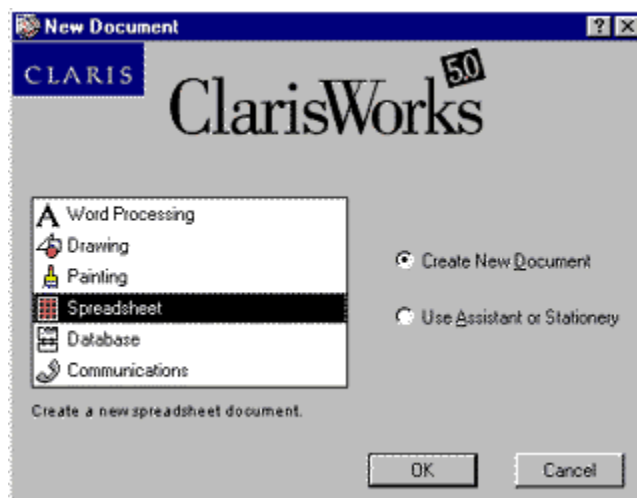 New Document
CLARIS
ClarisWorks 5.0
Word Processing
Drawing
Painting
Spreadsheet
Database
Communications
Create New Document
Use Assistant or Stationery
Create a new spreadsheet document.
OK Cancel